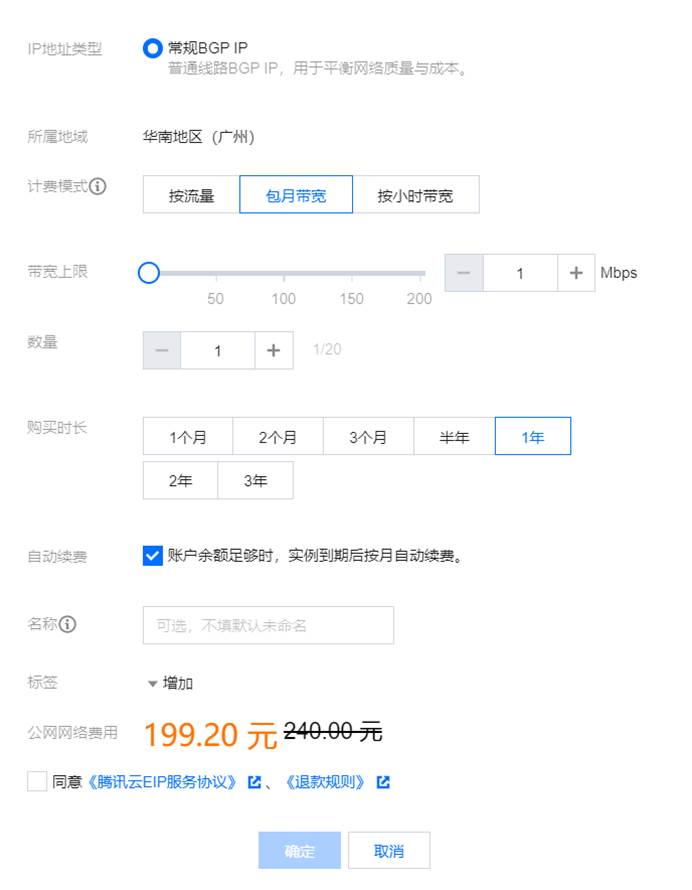 IP地址类型 常规BGP IP
普通线路BGP IP，用于平衡网络质量与成本。
所属地域 华南地区（广州）
计费模式 按流量 包月带宽 按小时带宽
带宽上限 1 Mbps
50 100 150 200
数量 1 1/20
购买时长 1个月 2个月 3个月 半年 1年
2年 3年
自动续费 账户余额足够时，实例到期后按月自动续费。
名称 可选，不填默认未命名
标签 增加
公网网络费用 199.20 元 240.00 元
同意《腾讯云EIP服务协议》、《退款规则》
确定 取消